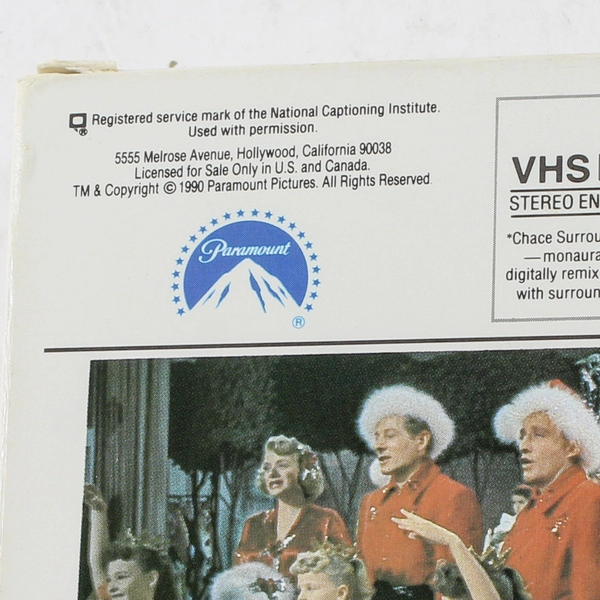 ® Registered service mark of the National Captioning Institute.
Used with permission.
5555 Melrose Avenue, Hollywood, California 90038
Licensed for Sale Only in U.S. and Canada.
TM & Copyright © 1990 Paramount Pictures. All Rights Reserved.
Paramount
®
VHS
STEREO EN
*Chace Surrou
—monaura
digitally remix
with surroun